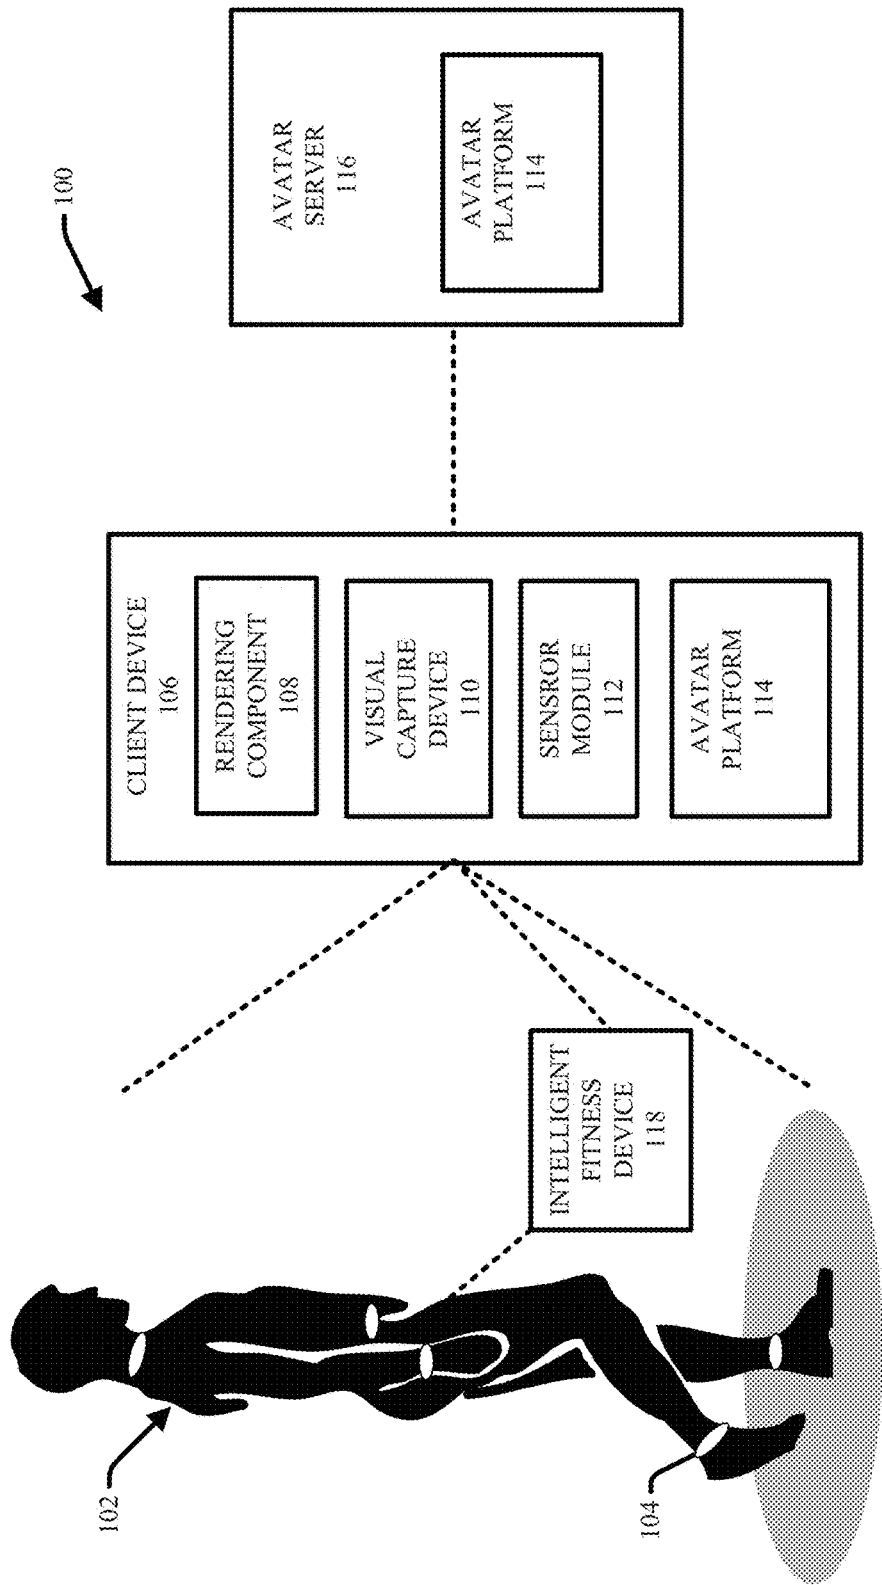 100
102
104
INTELLIGENT
FITNESS
DEVICE
118
CLIENT DEVICE
106
RENDERING
COMPONENT
108
VISUAL
CAPTURE
DEVICE
110
SENSROR
MODULE
112
AVATAR
PLATFORM
114
AVATAR
SERVER
116
AVATAR
PLATFORM
114